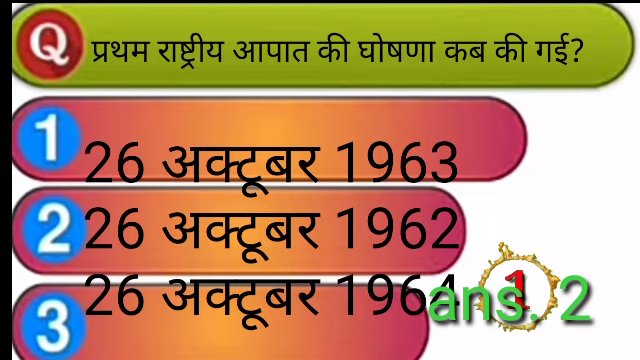 Q प्रथम राष्ट्रीय आपात की घोषणा कब की गई?
1 26 अक्टूबर 1963
2 26 अक्टूबर 1962
3 26 अक्टूबर 1964
1
ans. 2